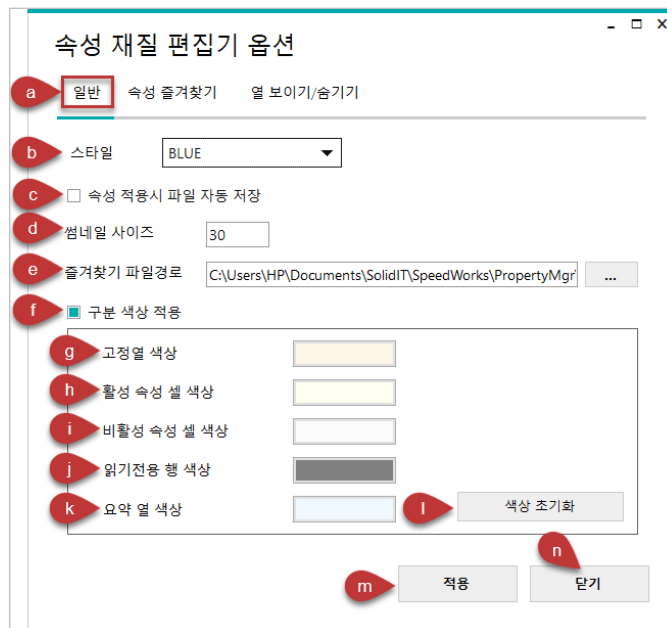 속성 재질 편집기 옵션
a 일반 속성 즐겨찾기 열 보이기/숨기기
b 스타일 BLUE
c 속성 적용시 파일 자동 저장
d 썸네일 사이즈 30
e 즐겨찾기 파일경로 C:\Users\HP\Documents\SolidIT\SpeedWorks\PropertyMgr ...
f 구분 색상 적용
g 고정열 색상
h 활성 속성 셀 색상
i 비활성 속성 셀 색상
j 읽기전용 행 색상
k 요약 열 색상 l 색상 초기화
n
m 적용 닫기